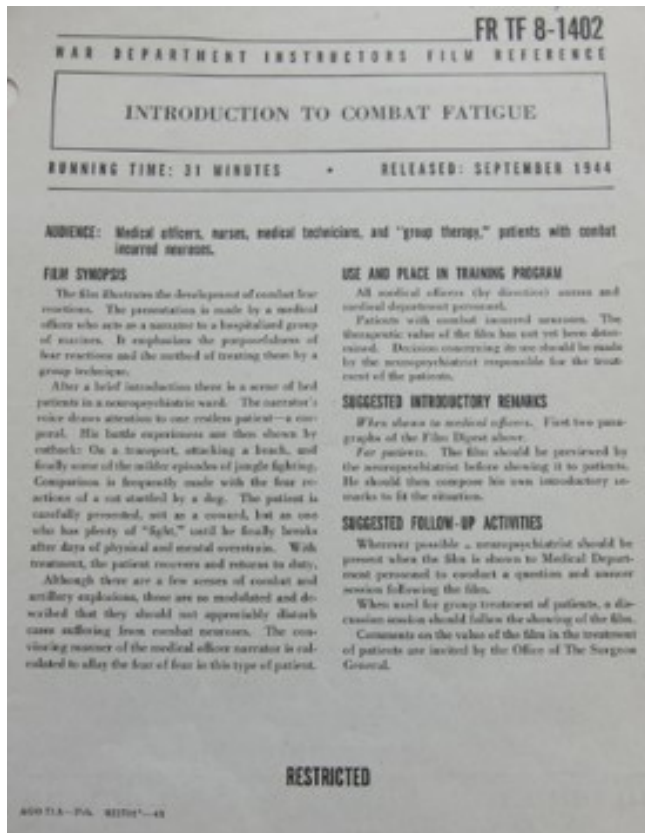 FR TF 8-1402
WAR DEPARTMENT INSTRUCTORS FILM REFERENCE
INTRODUCTION TO COMBAT FATIGUE
RUNNING TIME: 31 MINUTES • RELEASED: SEPTEMBER 1944
AUDIENCE: Medical officers, nurses, medical technicians, and "group therapy," patients with combat
incurred neuroses.
FILM SYNOPSIS
The film illustrates the development of combat fear
reactions. The presentation is made by a medical
officer who acts as a narrator to a hospitalized group
of marines. It emphasizes the purposefulness of
fear reactions and the method of treating them by a
group technique.
After a brief introduction there is a scene of bed
patients in a neuropsychiatric ward. The narrator's
voice draws attention to one restless patient—a cor-
poral. His battle experiences are then shown by
cutback: On a transport, attacking a beach, and
finally some of the milder episodes of jungle fighting.
Comparison is frequently made with the fear re-
actions of a cat startled by a dog. The patient is
carefully presented, not as a coward, but as one
who has plenty of "fight," until he finally breaks
after days of physical and mental overstrain. With
treatment, the patient recovers and returns to duty.
Although there are a few scenes of combat and
artillery explosions, these are so modulated and de-
scribed that they should not appreciably disturb
cases suffering from combat neuroses. The con-
vincing manner of the medical officer narrator is cal-
culated to allay the fear of fear in this type of patient.
USE AND PLACE IN TRAINING PROGRAM
All medical officers (by direction) nurses and
medical department personnel.
Patients with combat incurred neuroses. The
therapeutic value of the film has not yet been deter-
mined. Decision concerning its use should be made
by the neuropsychiatrist responsible for the treat-
ment of the patients.
SUGGESTED INTRODUCTORY REMARKS
When shown to medical officers. First two para-
graphs of the Film Digest above.
For patients. The film should be previewed by
the neuropsychiatrist before showing it to patients.
He should then compose his own introductory re-
marks to fit the situation.
SUGGESTED FOLLOW-UP ACTIVITIES
Wherever possible a neuropsychiatrist should be
present when the film is shown to Medical Depart-
ment personnel to conduct a question and answer
session following the film.
When used for group treatment of patients, a dis-
cussion session should follow the showing of the film.
Comments on the value of the film in the treatment
of patients are invited by the Office of The Surgeon
General.
RESTRICTED
AGO 71A